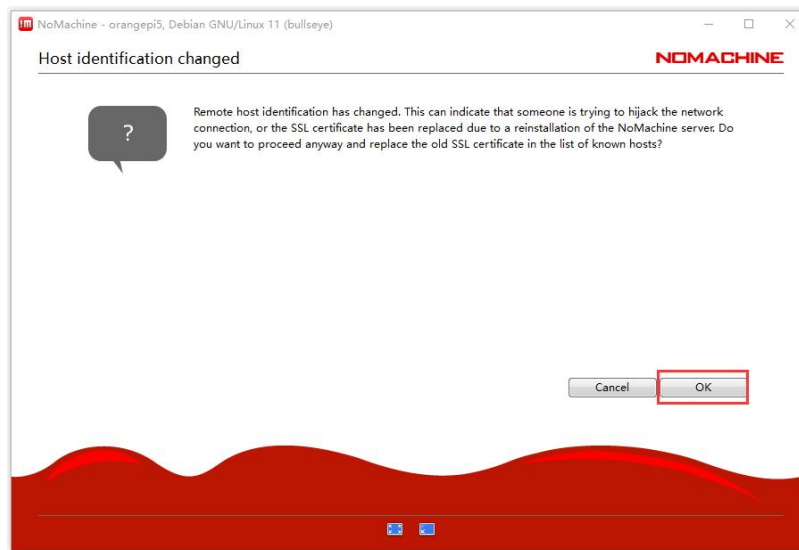 NoMachine - orangepi5, Debian GNU/Linux 11 (bullseye)
Host identification changed
NOMACHINE
?
Remote host identification has changed. This can indicate that someone is trying to hijack the network
connection, or the SSL certificate has been replaced due to a reinstallation of the NoMachine server. Do
you want to proceed anyway and replace the old SSL certificate in the list of known hosts?
Cancel
OK